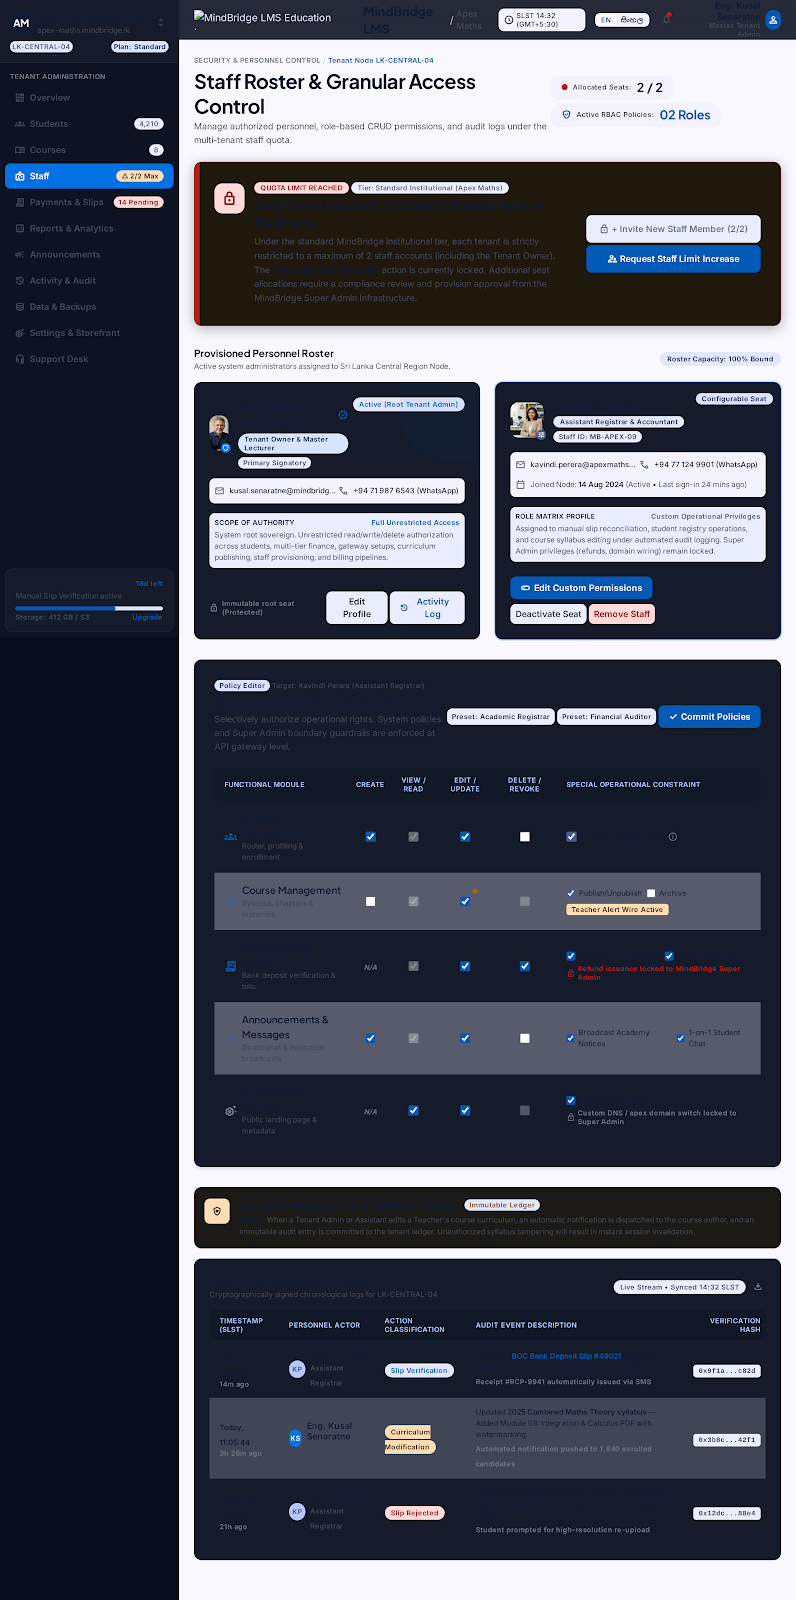 AM
apex-maths.mindbridge.lk
LK-CENTRAL-04
Plan: Standard
TENANT ADMINISTRATION
Overview
Students
4,210
Courses
8
Staff
2/2 Max
Payments & Slips
14 Pending
Reports & Analytics
Announcements
Activity & Audit
Data & Backups
Settings & Storefront
Support Desk
18d left
Manual Slip Verification active
Storage: 412 GB / S3
Upgrade
MindBridge LMS Education
MindBridge LMS
/ Apex Maths
SLST 14:32 (GMT+5:30)
EN
සිංහල
Eng. Kusal Senaratne
Master Tenant Admin
SECURITY & PERSONNEL CONTROL / Tenant Node LK-CENTRAL-04
Staff Roster & Granular Access Control
Manage authorized personnel, role-based CRUD permissions, and audit logs under the multi-tenant staff quota.
Allocated Seats: 2 / 2
Active RBAC Policies: 02 Roles
QUOTA LIMIT REACHED
Tier: Standard Institutional (Apex Maths)
Under the standard MindBridge institutional tier, each tenant is strictly
restricted to a maximum of 2 staff accounts (including the Tenant Owner).
The
action is currently locked. Additional seat
allocations require a compliance review and provision approval from the
MindBridge Super Admin Infrastructure.
+ Invite New Staff Member (2/2)
Request Staff Limit Increase
Provisioned Personnel Roster
Active system administrators assigned to Sri Lanka Central Region Node.
Roster Capacity: 100% Bound
Active (Root Tenant Admin)
Tenant Owner & Master Lecturer
Primary Signatory
kusal.senaratne@mindbridg...
+94 71 987 6543 (WhatsApp)
SCOPE OF AUTHORITY
Full Unrestricted Access
System root sovereign. Unrestricted read/write/delete authorization
across students, multi-tier finance, gateway setups, curriculum
publishing, staff provisioning, and billing pipelines.
Immutable root seat (Protected)
Edit Profile
Activity Log
Configurable Seat
Assistant Registrar & Accountant
Staff ID: MB-APEX-09
kavindi.perera@apexmaths...
+94 77 124 9901 (WhatsApp)
Joined Node: 14 Aug 2024 (Active • Last sign-in 24 mins ago)
ROLE MATRIX PROFILE
Custom Operational Privileges
Assigned to manual slip reconciliation, student registry operations,
and course syllabus editing under automated audit logging. Super
Admin privileges (refunds, domain wiring) remain locked.
Edit Custom Permissions
Deactivate Seat
Remove Staff
Policy Editor
Target: Kavindi Perera (Assistant Registrar)
Selectively authorize operational rights. System policies
and Super Admin boundary guardrails are enforced at
API gateway level.
Preset: Academic Registrar
Preset: Financial Auditor
Commit Policies
FUNCTIONAL MODULE
CREATE
VIEW / READ
EDIT / UPDATE
DELETE / REVOKE
SPECIAL OPERATIONAL CONSTRAINT
Roster, profiling & enrollment
Course Management
Syllabus, chapters & materials
Publish/Unpublish
Archive
Teacher Alert Wire Active
Bank deposit verification & bills
N/A
Refund issuance locked to MindBridge Super Admin
Announcements & Messages
Direct chat & institution broadcasts
Broadcast Academy Notices
1-on-1 Student Chat
Public landing page & metadata
N/A
Custom DNS / apex domain switch locked to Super Admin
Immutable Ledger
When a Tenant Admin or Assistant edits a Teacher's course curriculum, an automatic notification is dispatched to the course author, and an
immutable audit entry is committed to the tenant ledger. Unauthorized syllabus tampering will result in instant session invalidation.
Cryptographically signed chronological logs for LK-CENTRAL-04
Live Stream • Synced 14:32 SLST
TIMESTAMP (SLST)
PERSONNEL ACTOR
ACTION CLASSIFICATION
AUDIT EVENT DESCRIPTION
VERIFICATION HASH
14m ago
KP
Assistant Registrar
Slip Verification
BOC Bank Deposit Slip #49021
Receipt #RCP-9941 automatically issued via SMS
0x9f1a...c82d
Today, 11:05:44
3h 26m ago
KS
Eng. Kusal Senaratne
Curriculum Modification
Updated 2025 Combined Maths Theory syllabus —
Added Module 08: Integration & Calculus PDF with
watermarking.
Automated notification pushed to 1,840 enrolled
candidates
0x3b8c...42f1
21h ago
KP
Assistant Registrar
Slip Rejected
Student prompted for high-resolution re-upload
0x12dc...88e4